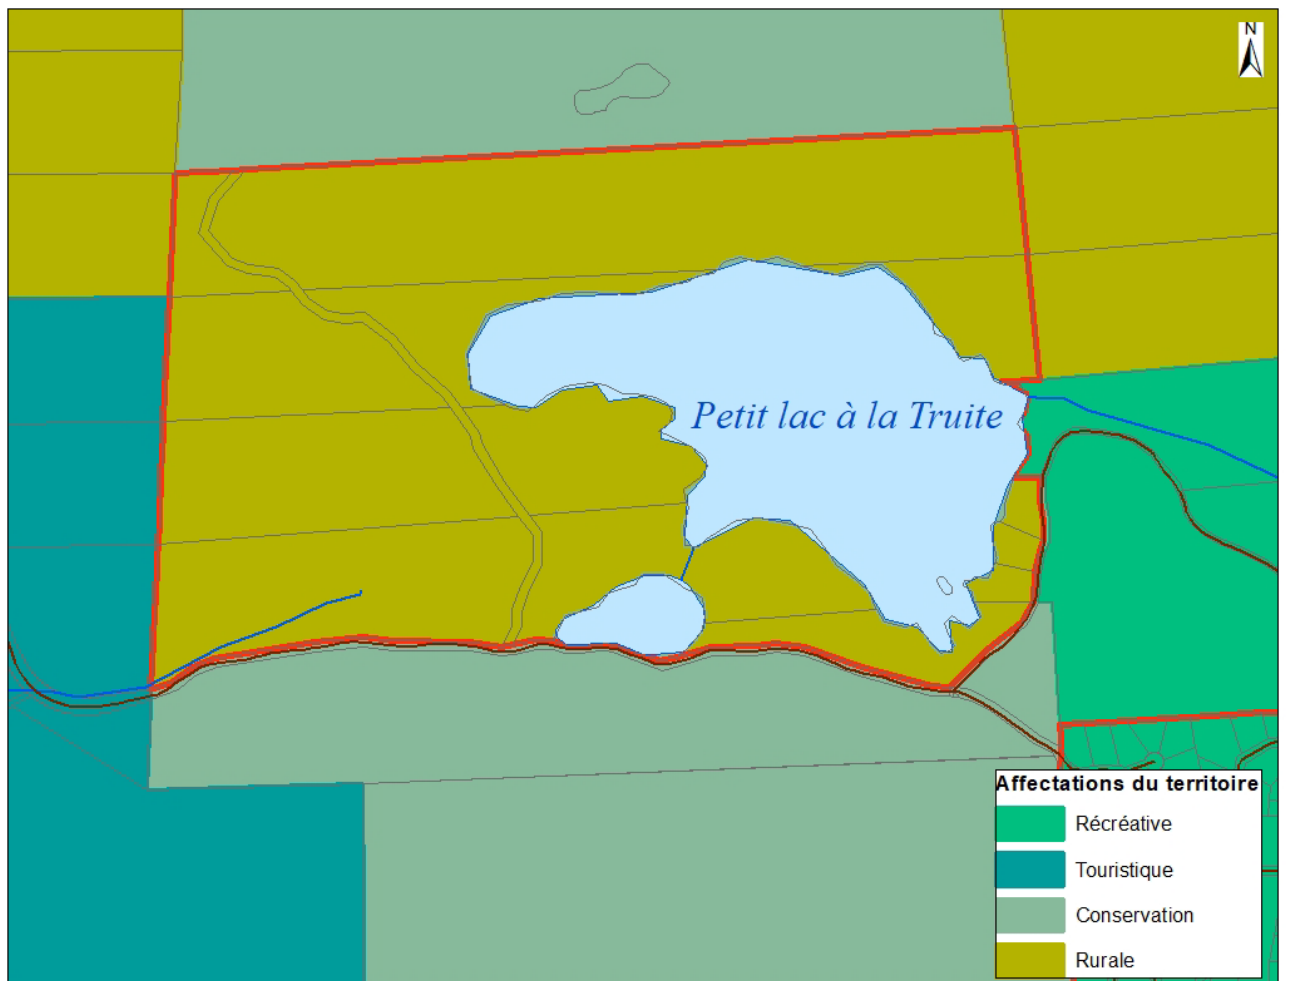 N
Petit lac à la Truite
Affectations du territoire
Récréative
Touristique
Conservation
Rurale